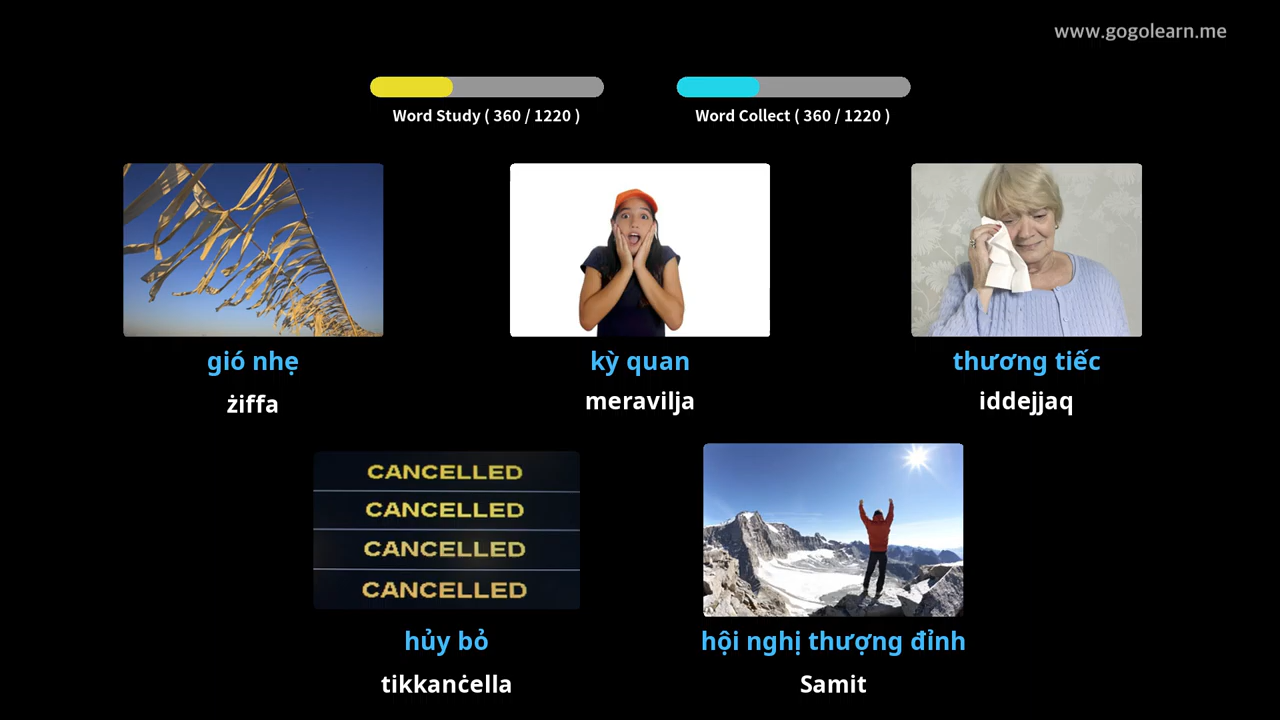 www.gogolearn.me
Word Study ( 360 / 1220 )
Word Collect ( 360 / 1220 )
gió nhẹ
żiffa
kỳ quan
meravilja
thương tiếc
iddejjaq
CANCELLED
CANCELLED
CANCELLED
CANCELLED
hủy bỏ
tikkanċella
hội nghị thượng đỉnh
Samit